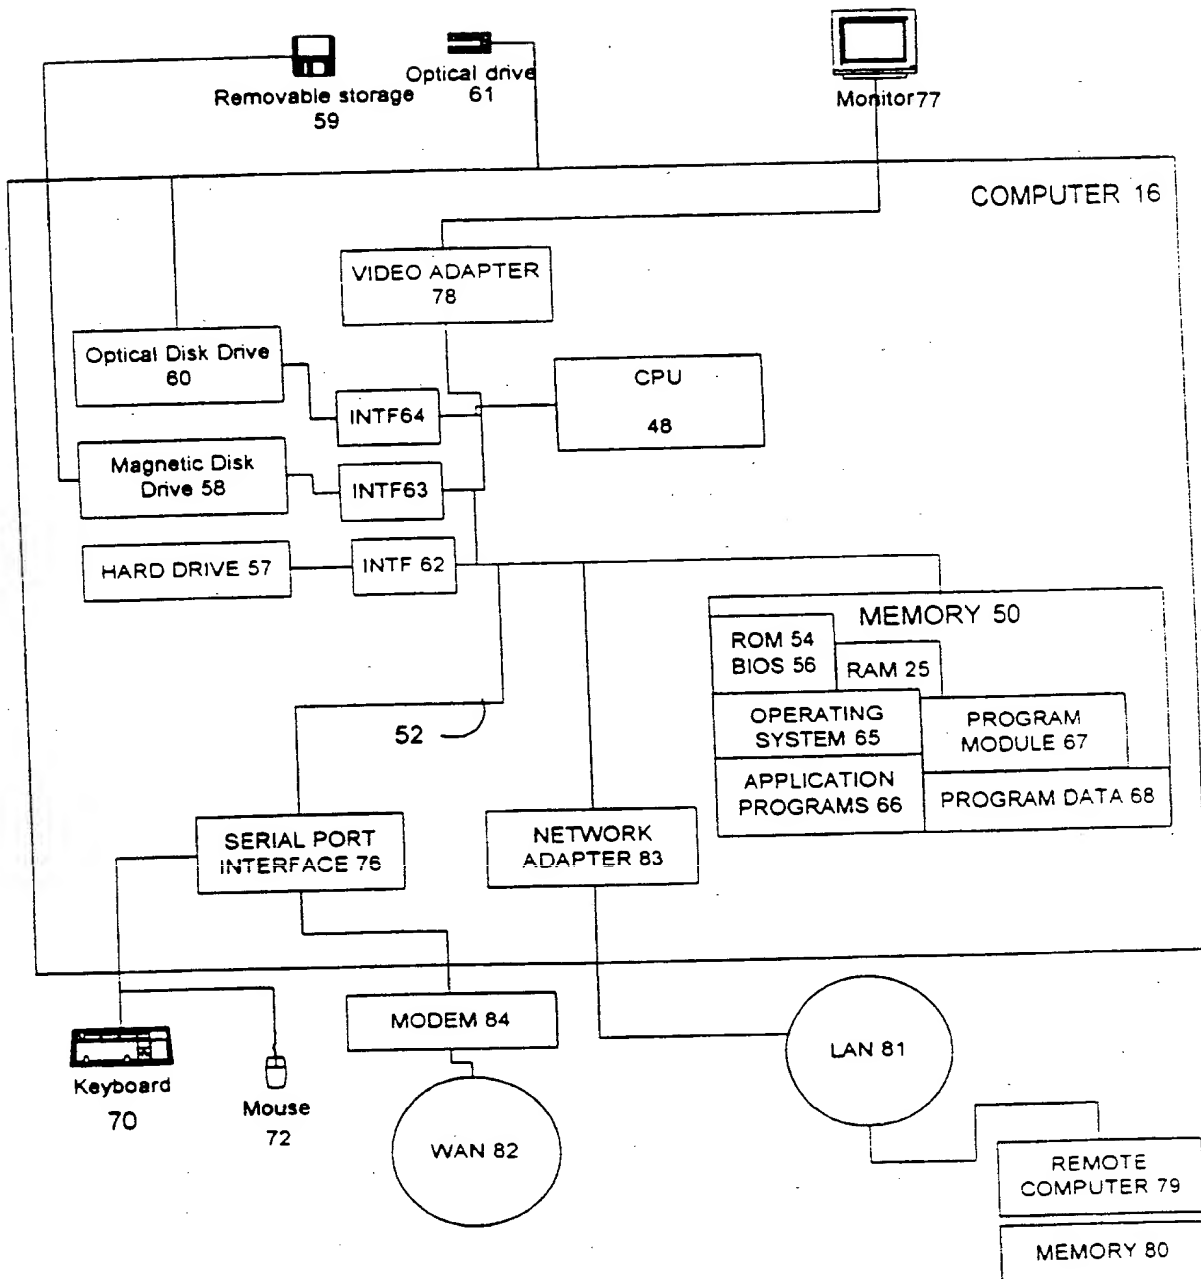 Removable storage
59
Optical drive
61
Monitor77
COMPUTER 16
VIDEO ADAPTER
78
Optical Disk Drive
60
CPU
48
INTF64
Magnetic Disk
Drive 58
INTF63
HARD DRIVE 57
INTF 62
MEMORY 50
ROM 54
BIOS 56
RAM 25
OPERATING
SYSTEM 65
PROGRAM
MODULE 67
APPLICATION
PROGRAMS 66
PROGRAM DATA 68
52
SERIAL PORT
INTERFACE 76
NETWORK
ADAPTER 83
Keyboard
70
Mouse
72
MODEM 84
WAN 82
LAN 81
REMOTE
COMPUTER 79
MEMORY 80